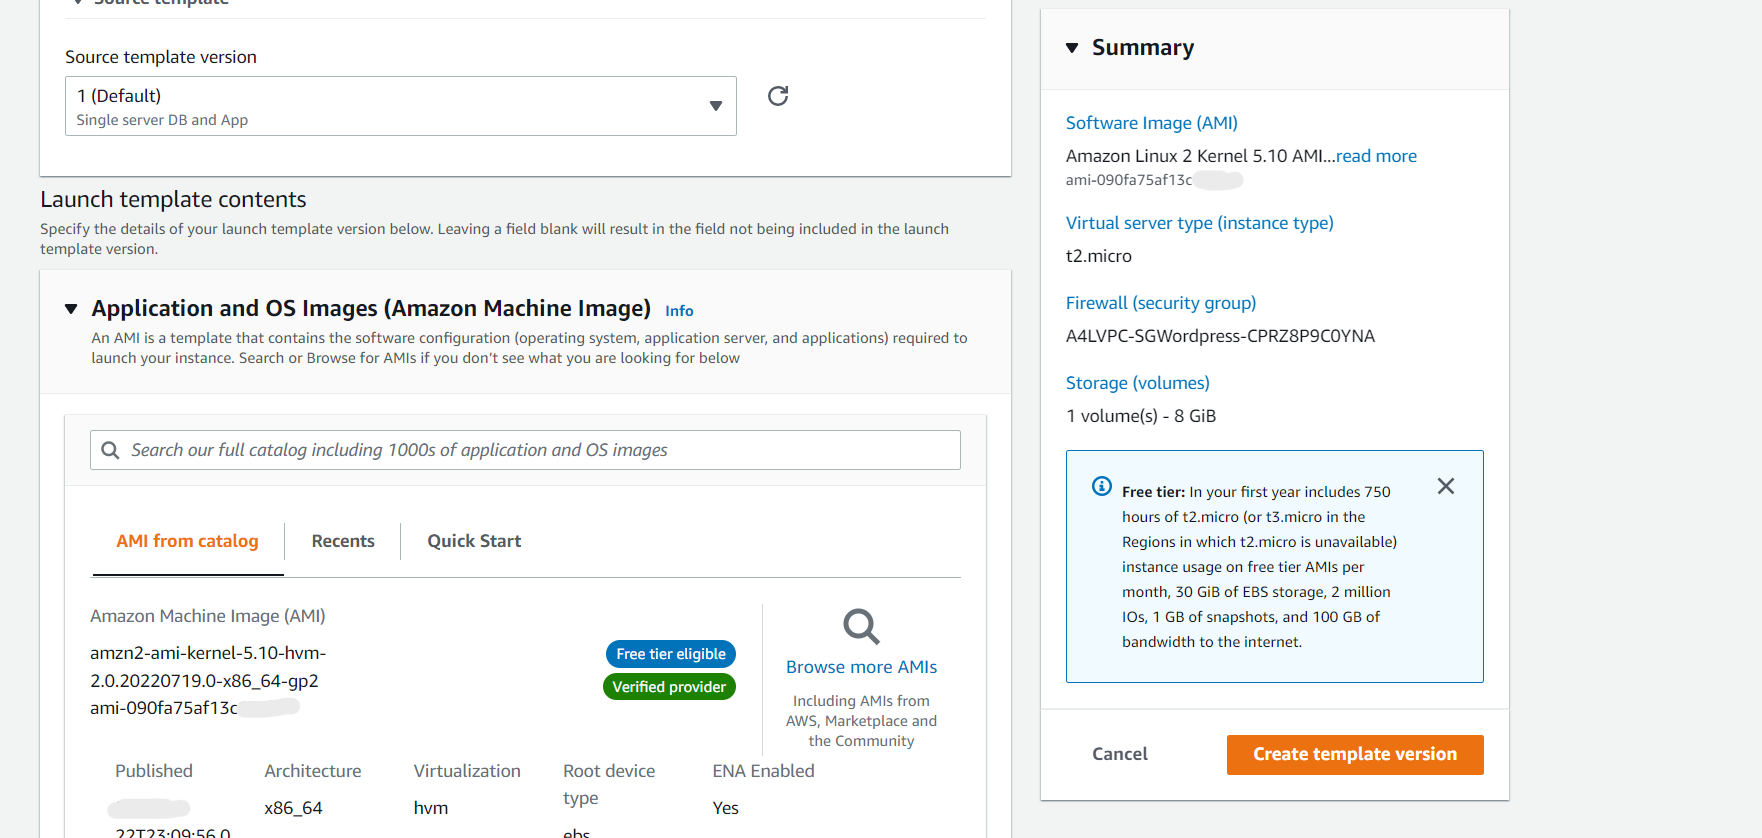 Source template
Source template version
1 (Default)
Single server DB and App
Launch template contents
Specify the details of your launch template version below. Leaving a field blank will result in the field not being included in the launch
template version.
Application and OS Images (Amazon Machine Image) Info
An AMI is a template that contains the software configuration (operating system, application server, and applications) required to
launch your instance. Search or Browse for AMIs if you don't see what you are looking for below
Search our full catalog including 1000s of application and OS images
AMI from catalog
Recents
Quick Start
Amazon Machine Image (AMI)
amzn2-ami-kernel-5.10-hvm-
2.0.20220719.0-x86_64-gp2
ami-090fa75af13c
Free tier eligible
Verified provider
Browse more AMIs
Including AMIs from
AWS, Marketplace and
the Community
Published
22T23:09:56.0
Architecture
x86_64
Virtualization
hvm
Root device
type
ebs
ENA Enabled
Yes
Summary
Software Image (AMI)
Amazon Linux 2 Kernel 5.10 AMI...read more
ami-090fa75af13c
Virtual server type (instance type)
t2.micro
Firewall (security group)
A4LVPC-SGWordpress-CPRZ8P9C0YNA
Storage (volumes)
1 volume(s) - 8 GiB
Free tier: In your first year includes 750
hours of t2.micro (or t3.micro in the
Regions in which t2.micro is unavailable)
instance usage on free tier AMIs per
month, 30 GiB of EBS storage, 2 million
IOs, 1 GB of snapshots, and 100 GB of
bandwidth to the internet.
Cancel
Create template version